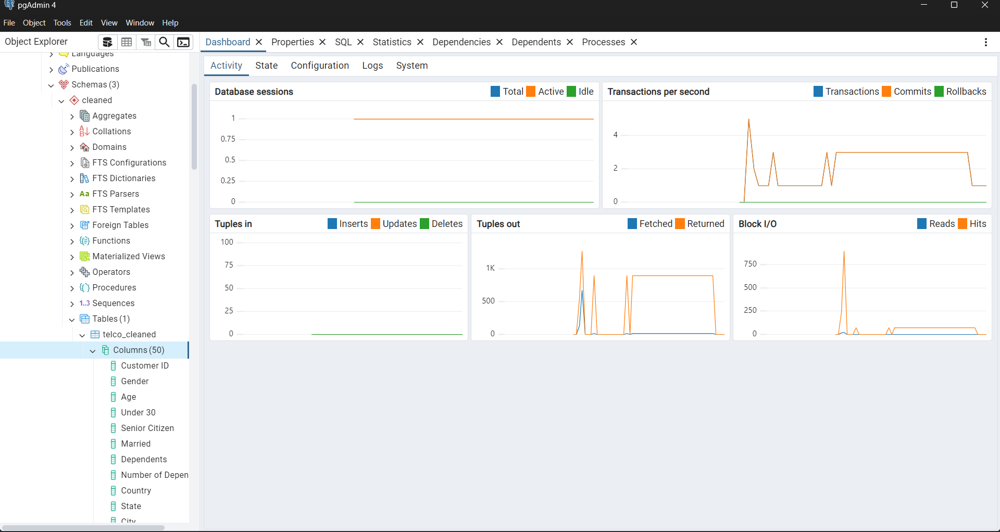 pgAdmin 4
File Object Tools Edit View Window Help
Object Explorer
Dashboard Properties SQL Statistics Dependencies Dependents Processes
Activity State Configuration Logs System
Languages
Publications
Schemas (3)
cleaned
Aggregates
Collations
Domains
FTS Configurations
FTS Dictionaries
Aa FTS Parsers
FTS Templates
Foreign Tables
Functions
Materialized Views
Operators
Procedures
1..3 Sequences
Tables (1)
telco_cleaned
Columns (50)
Customer ID
Gender
Age
Under 30
Senior Citizen
Married
Dependents
Number of Depen
Country
State
City
Database sessions Total Active Idle
1
0.75
0.5
0.25
0
Transactions per second Transactions Commits Rollbacks
4
2
0
Tuples in Inserts Updates Deletes
100
75
50
25
0
Tuples out Fetched Returned
1K
500
0
Block I/O Reads Hits
750
500
250
0